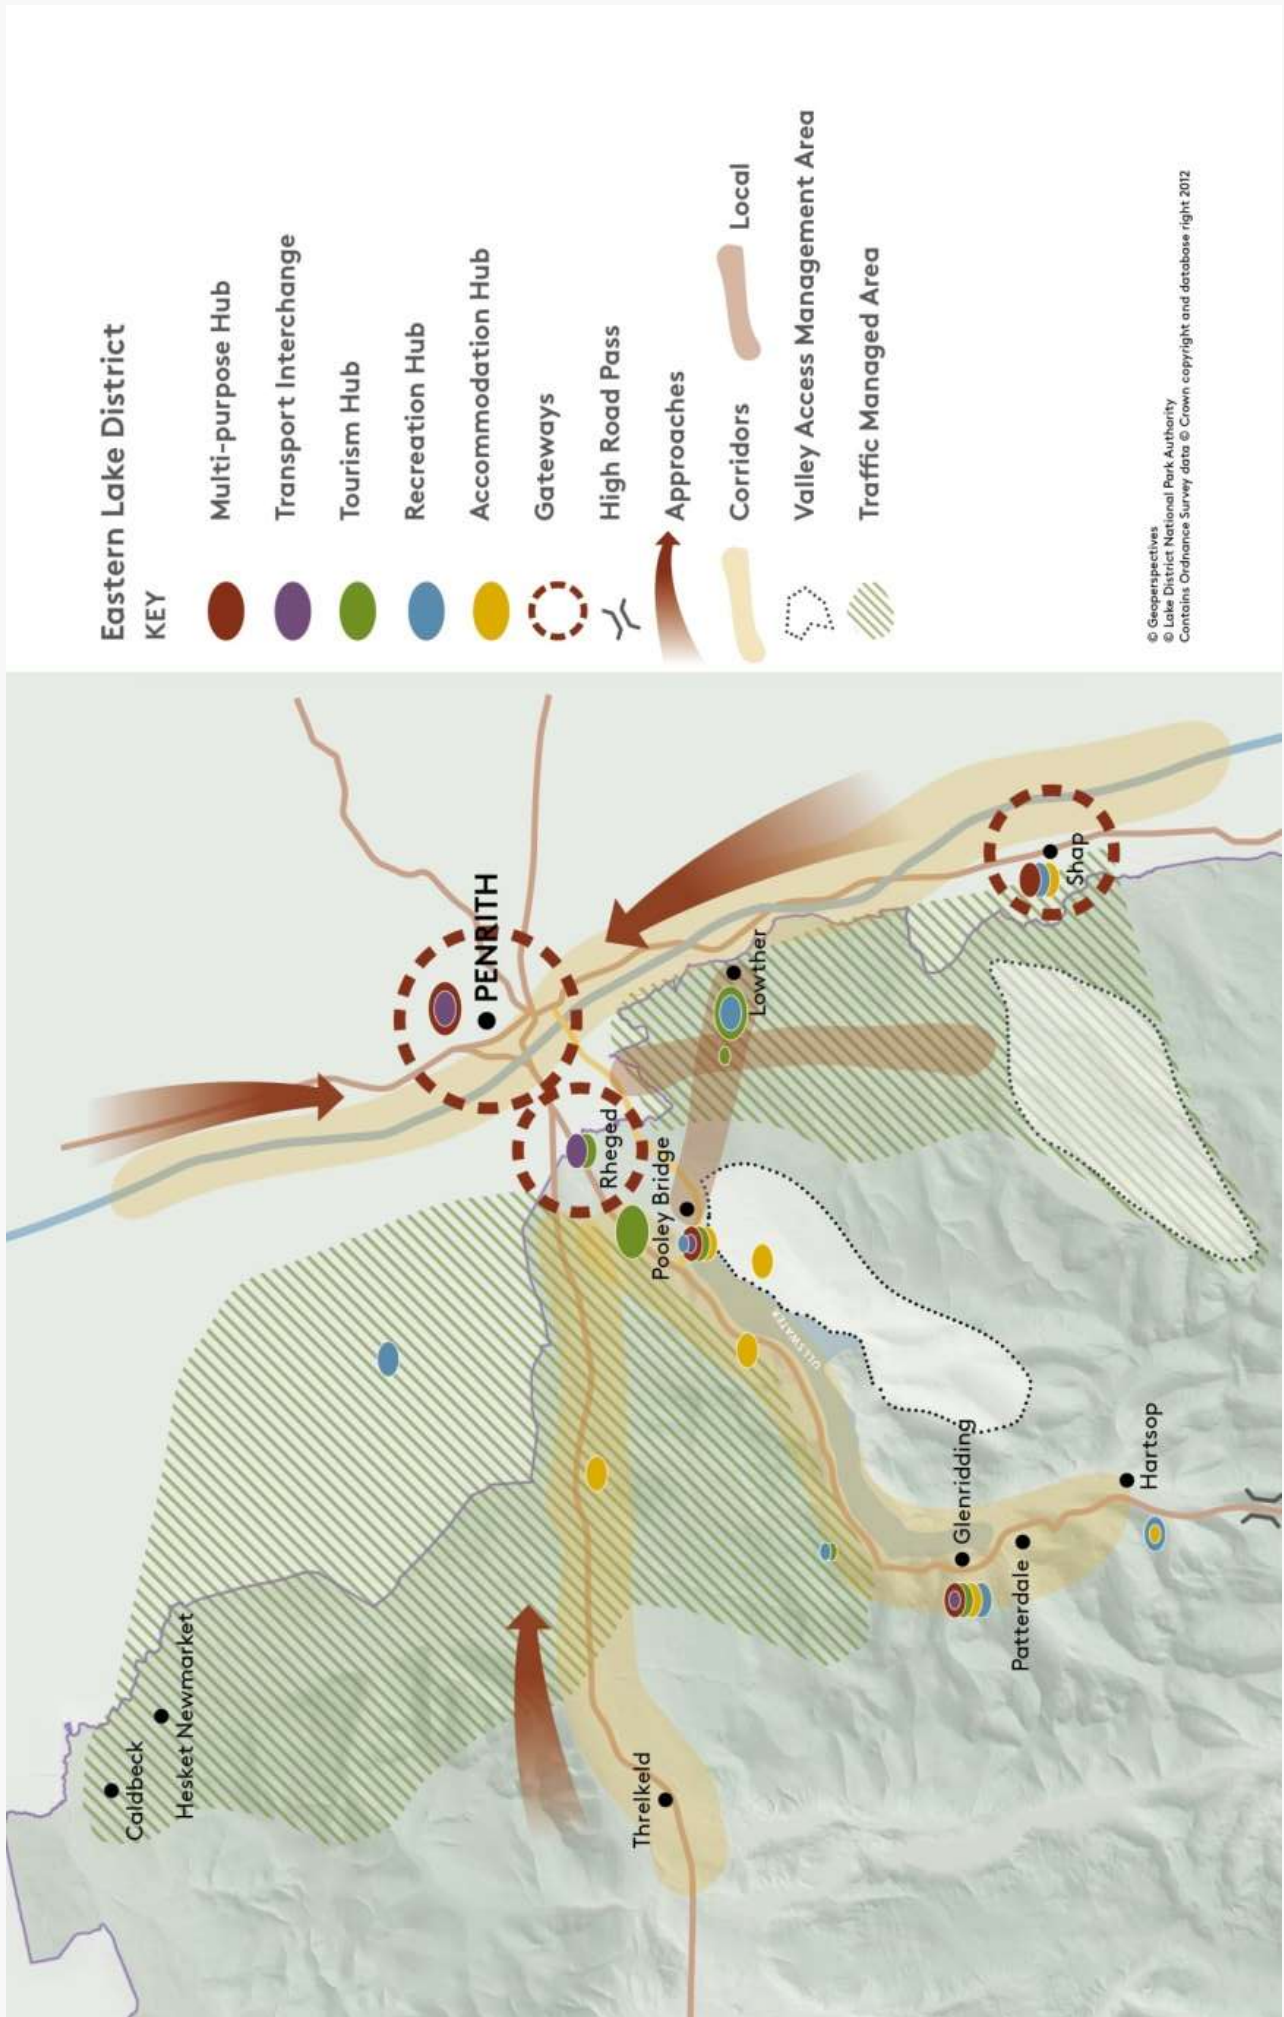 Eastern Lake District
KEY
Multi-purpose Hub
Transport Interchange
Tourism Hub
Recreation Hub
Accommodation Hub
Gateways
High Road Pass
Approaches
Corridors
Local
Valley Access Management Area
Traffic Managed Area
© Geoperspectives
© Lake District National Park Authority
Contains Ordnance Survey data © Crown copyright and database right 2012
Caldbeck
Hesket Newmarket
PENRITH
Rheged
Pooley Bridge
Threlkeld
Lowther
ULLSWATER
Glenridding
Patterdale
Shap
Hartsop